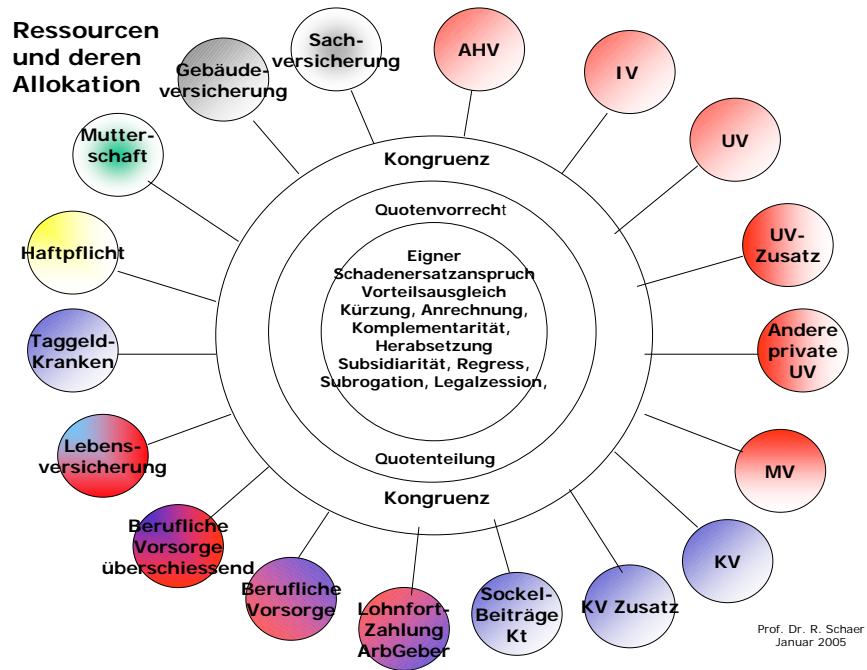 Ressourcen
und deren
Allokation
Gebäude-
versicherung
Sach-
versicherung
AHV
IV
UV
UV-
Zusatz
Andere
private
UV
MV
KV
KV Zusatz
Sockel-
Beiträge
Kt
Lohnfort-
Zahlung
ArbGeber
Berufliche
Vorsorge
Berufliche
Vorsorge
überschiessend
Lebens-
versicherung
Taggeld-
Kranken
Haftpflicht
Mutter-
schaft
Kongruenz
Quotenvorrecht
Eigner
Schadenersatzanspruch
Vorteilsausgleich
Kürzung, Anrechnung,
Komplementarität,
Herabsetzung
Subsidiarität, Regress,
Subrogation, Legalzession,
Quotenteilung
Kongruenz
Prof. Dr. R. Schaer
Januar 2005